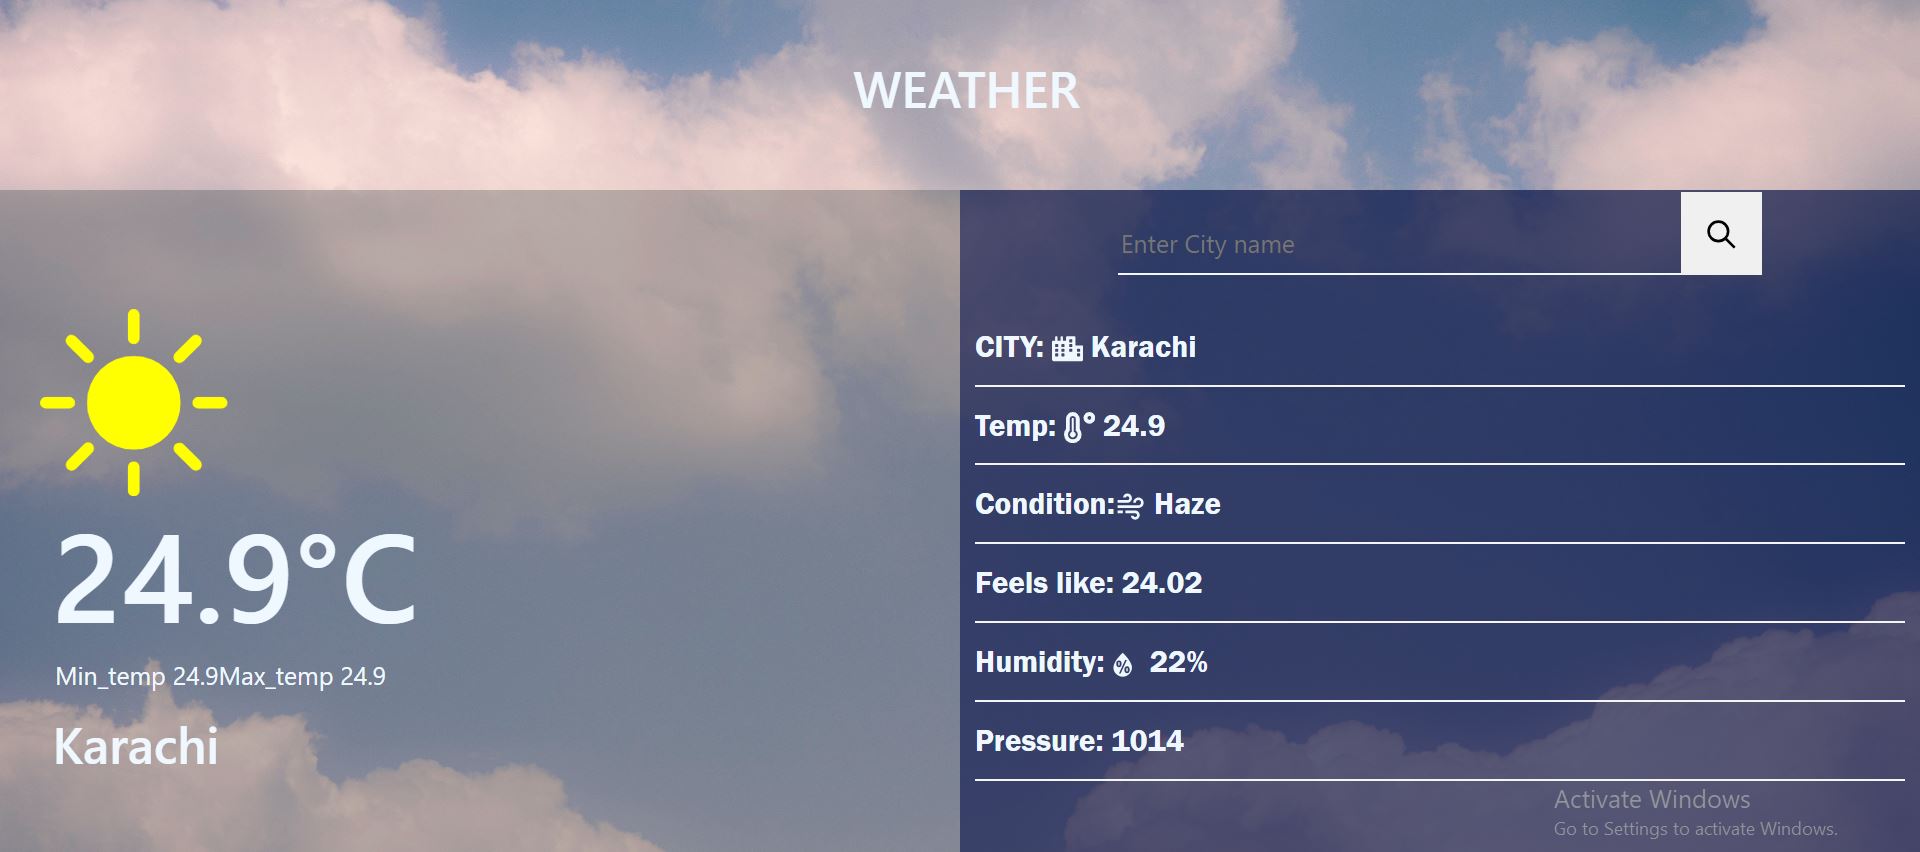 WEATHER
24.9°C
Min_temp 24.9Max_temp 24.9
Karachi
Enter City name
CITY: Karachi
Temp: ° 24.9
Condition: Haze
Feels like: 24.02
Humidity: 22%
Pressure: 1014
Activate Windows
Go to Settings to activate Windows.